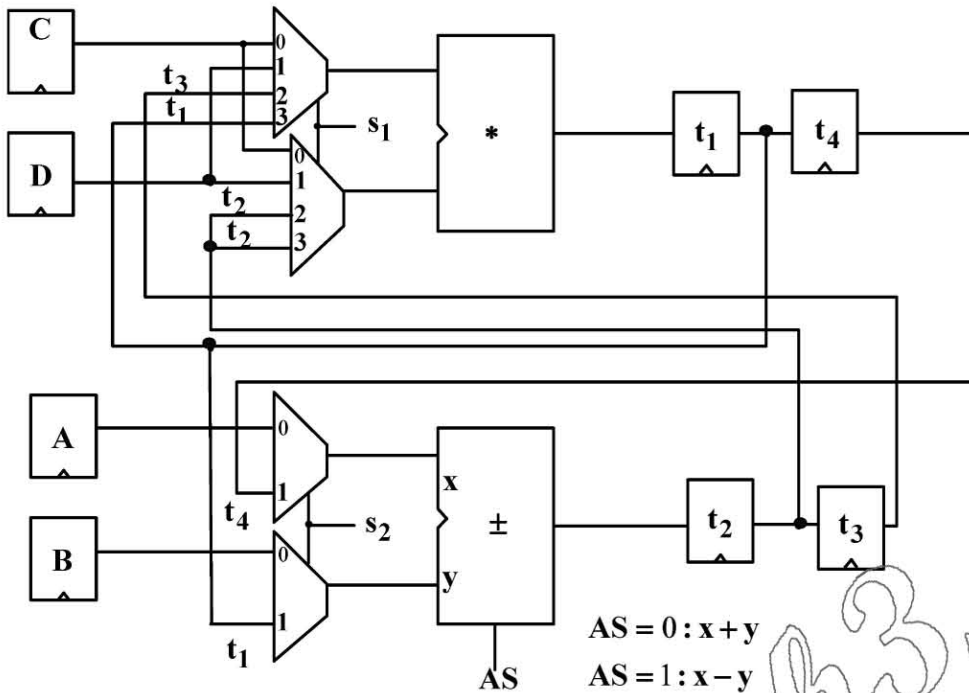 C
0
1
t₃
2
t₁
3
s₁
*
t₁
t₄
D
0
1
t₂
2
t₂
3
A
0
1
t₄
s₂
x
±
t₂
t₃
B
0
y
1
t₁
AS
AS = 0 : x + y
AS = 1 : x − y